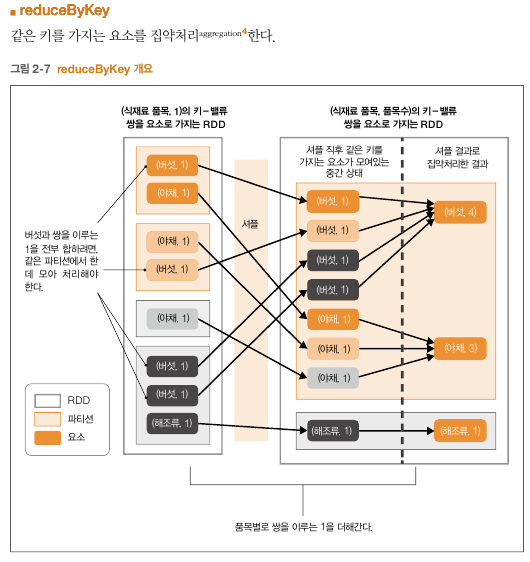 ■ reduceByKey
같은 키를 가지는 요소를 집약처리aggregation4한다.
그림 2-7 reduceByKey 개요
(식재료 품목, 1)의 키-밸류
쌍을 요소로 가지는 RDD
(식재료 품목, 품목수)의 키-밸류
쌍을 요소로 가지는 RDD
셔플 직후 같은 키를
가지는 요소가 모여있는
중간 상태
셔플 결과로
집약처리한 결과
버섯과 쌍을 이루는
1을 전부 합하려면,
같은 파티션에서 한
데 모아 처리해야
한다.
(버섯, 1)
(야채, 1)
(야채, 1)
(버섯, 1)
(야채, 1)
(버섯, 1)
(버섯, 1)
(해조류, 1)
셔플
(버섯, 1)
(버섯, 1)
(버섯, 1)
(버섯, 1)
(야채, 1)
(야채, 1)
(야채, 1)
(해조류, 1)
(버섯, 4)
(야채, 3)
(해조류, 1)
RDD
파티션
요소
품목별로 쌍을 이루는 1을 더해간다.